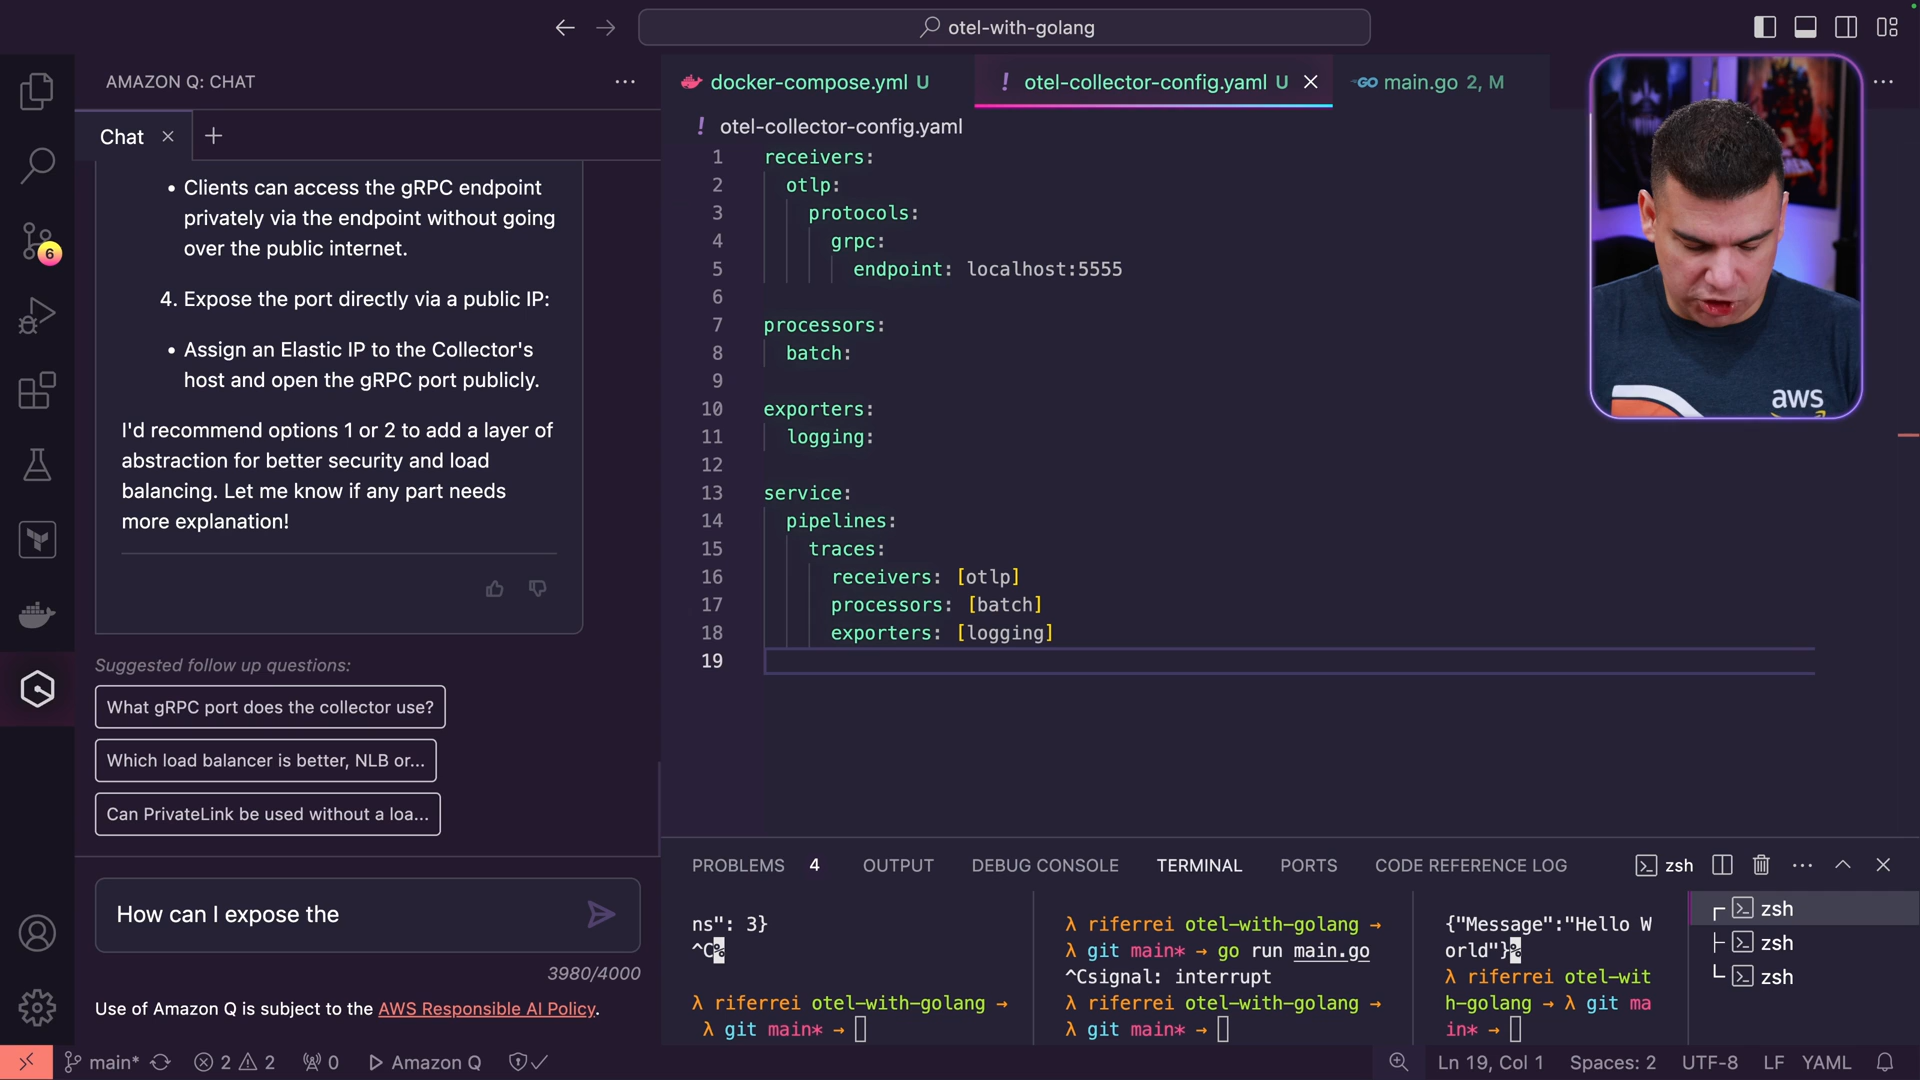 otel-with-golang
AMAZON Q: CHAT
Chat
• Clients can access the gRPC endpoint
privately via the endpoint without going
over the public internet.
4. Expose the port directly via a public IP:
• Assign an Elastic IP to the Collector's
host and open the gRPC port publicly.
I'd recommend options 1 or 2 to add a layer of
abstraction for better security and load
balancing. Let me know if any part needs
more explanation!
Suggested follow up questions:
What gRPC port does the collector use?
Which load balancer is better, NLB or...
Can PrivateLink be used without a loa...
How can I expose the
3980/4000
Use of Amazon Q is subject to the AWS Responsible AI Policy.
6
docker-compose.yml U
! otel-collector-config.yaml U
GO main.go 2, M
! otel-collector-config.yaml
1 receivers:
2 otlp:
3 protocols:
4 grpc:
5 endpoint: localhost:5555
6
7 processors:
8 batch:
9
10 exporters:
11 logging:
12
13 service:
14 pipelines:
15 traces:
16 receivers: [otlp]
17 processors: [batch]
18 exporters: [logging]
19
aws
PROBLEMS 4 OUTPUT DEBUG CONSOLE TERMINAL PORTS CODE REFERENCE LOG
zsh
ns": 3}
^C%
λ riferrei otel-with-golang →
λ git main* →
λ riferrei otel-with-golang →
λ git main* → go run main.go
^Csignal: interrupt
λ riferrei otel-with-golang →
λ git main* →
{"Message":"Hello W
orld"}%
λ riferrei otel-wit
h-golang → λ git ma
in* →
zsh
zsh
zsh
main* 2 2 0 Amazon Q
Ln 19, Col 1 Spaces: 2 UTF-8 LF YAML